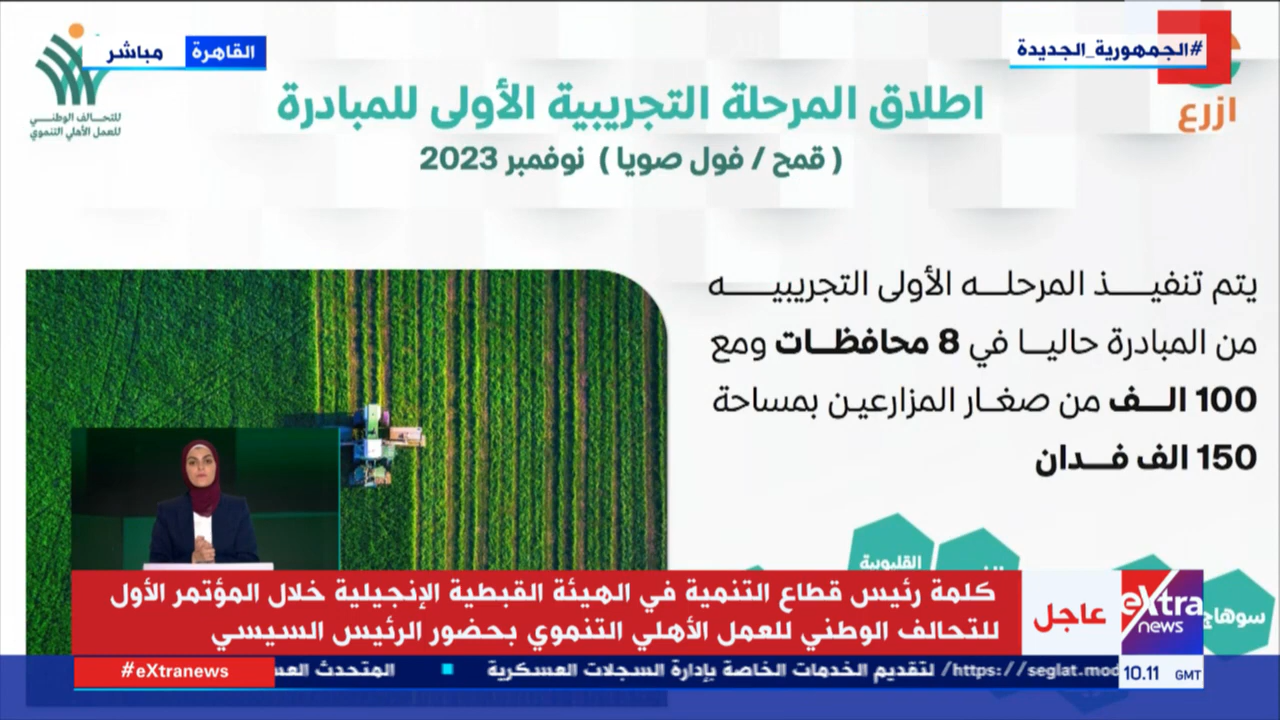 #الجمهورية_الجديدة
القاهرة
مباشر
ازرع
للتحالف الوطني
للعمل الأهلي التنموي
اطلاق المرحلة التجريبية الأولى للمبادرة
( قمح / فول صويا ) نوفمبر 2023
يتم تنفيذ المرحله الأولى التجريبيه
من المبادرة حاليا في 8 محافظات ومع
100 الف من صغار المزارعين بمساحة
150 الف فدان
القليوبية
سوهاج
كلمة رئيس قطاع التنمية في الهيئة القبطية الإنجيلية خلال المؤتمر الأول
للتحالف الوطني للعمل الأهلي التنموي بحضور الرئيس السيسي
عاجل
eXtra
news
#eXtranews
https://seglat.mod/ لتقديم الخدمات الخاصة بإدارة السجلات العسكرية ■ المتحدث
10.11 GMT